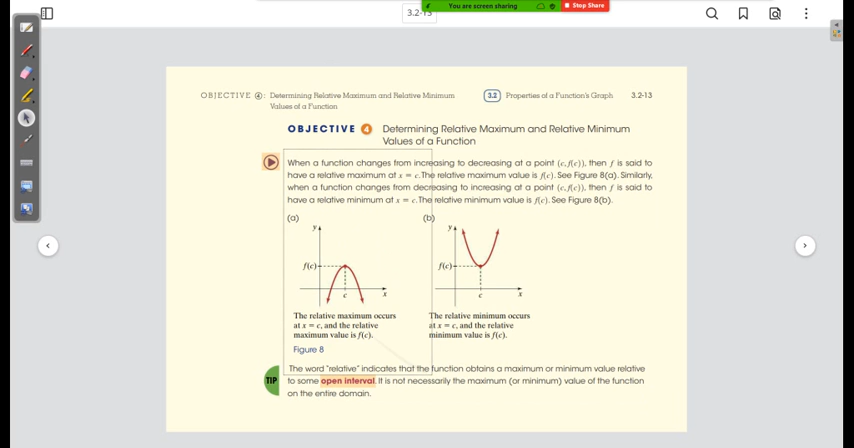 You are screen sharing
Stop Share
3.2-13
OBJECTIVE 4: Determining Relative Maximum and Relative Minimum
Values of a Function
3.2 Properties of a Function's Graph 3.2-13
OBJECTIVE 4 Determining Relative Maximum and Relative Minimum
Values of a Function
When a function changes from increasing to decreasing at a point (c, f(c)), then f is said to
have a relative maximum at x = c. The relative maximum value is f(c). See Figure 8(a). Similarly,
when a function changes from decreasing to increasing at a point (c, f(c)), then f is said to
have a relative minimum at x = c. The relative minimum value is f(c). See Figure 8(b).
(a)
y
f(c)
c
x
The relative maximum occurs
at x = c, and the relative
maximum value is f(c).
(b)
y
f(c)
c
x
The relative minimum occurs
at x = c, and the relative
minimum value is f(c).
Figure 8
TIP
The word "relative" indicates that the function obtains a maximum or minimum value relative
to some open interval. It is not necessarily the maximum (or minimum) value of the function
on the entire domain.